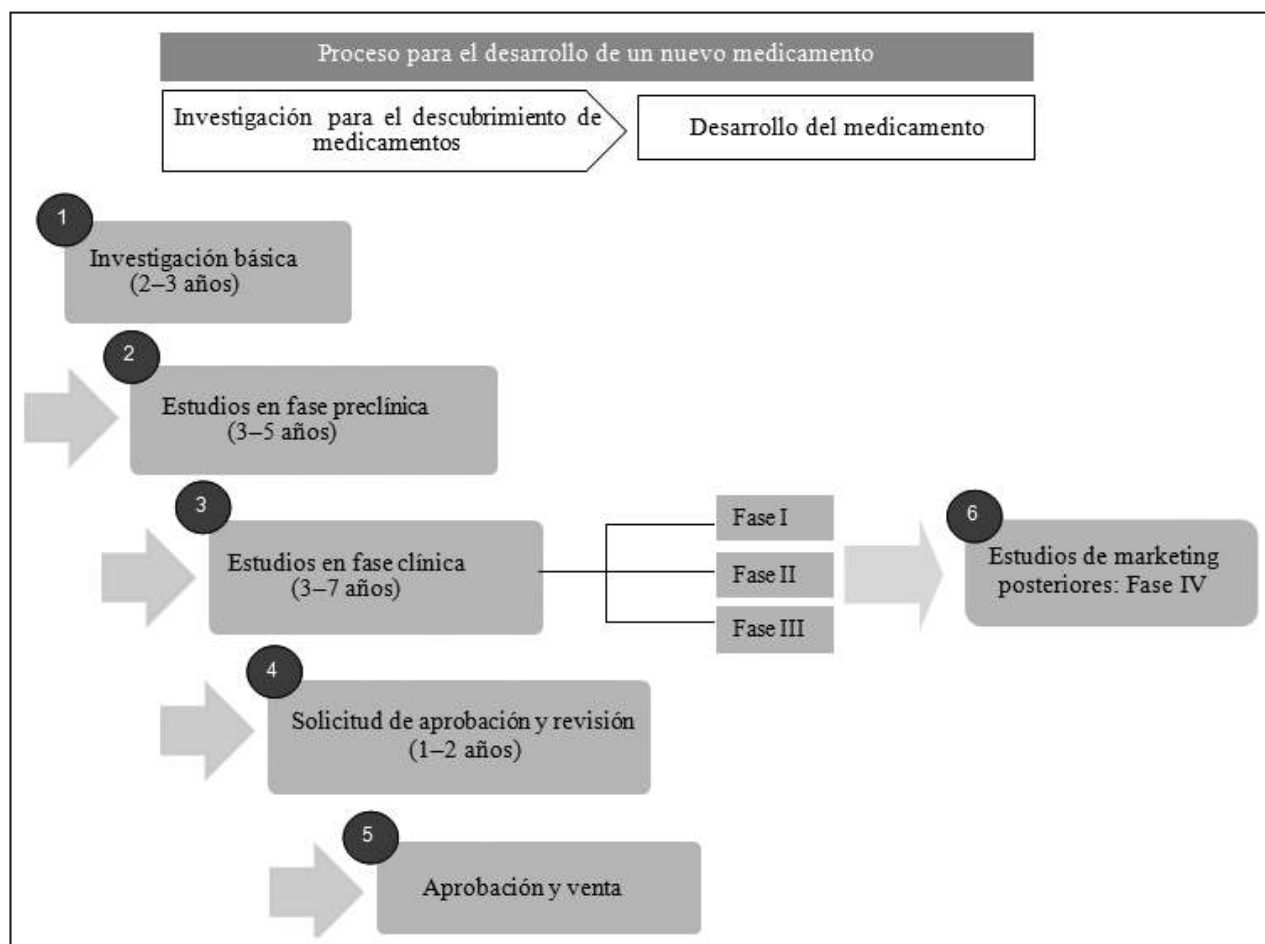 Proceso para el desarrollo de un nuevo medicamento
Investigación para el descubrimiento de
medicamentos
Desarrollo del medicamento
1
Investigación básica
(2–3 años)
2
Estudios en fase preclínica
(3–5 años)
3
Estudios en fase clínica
(3–7 años)
Fase I
Fase II
Fase III
6
Estudios de marketing
posteriores: Fase IV
4
Solicitud de aprobación y revisión
(1–2 años)
5
Aprobación y venta